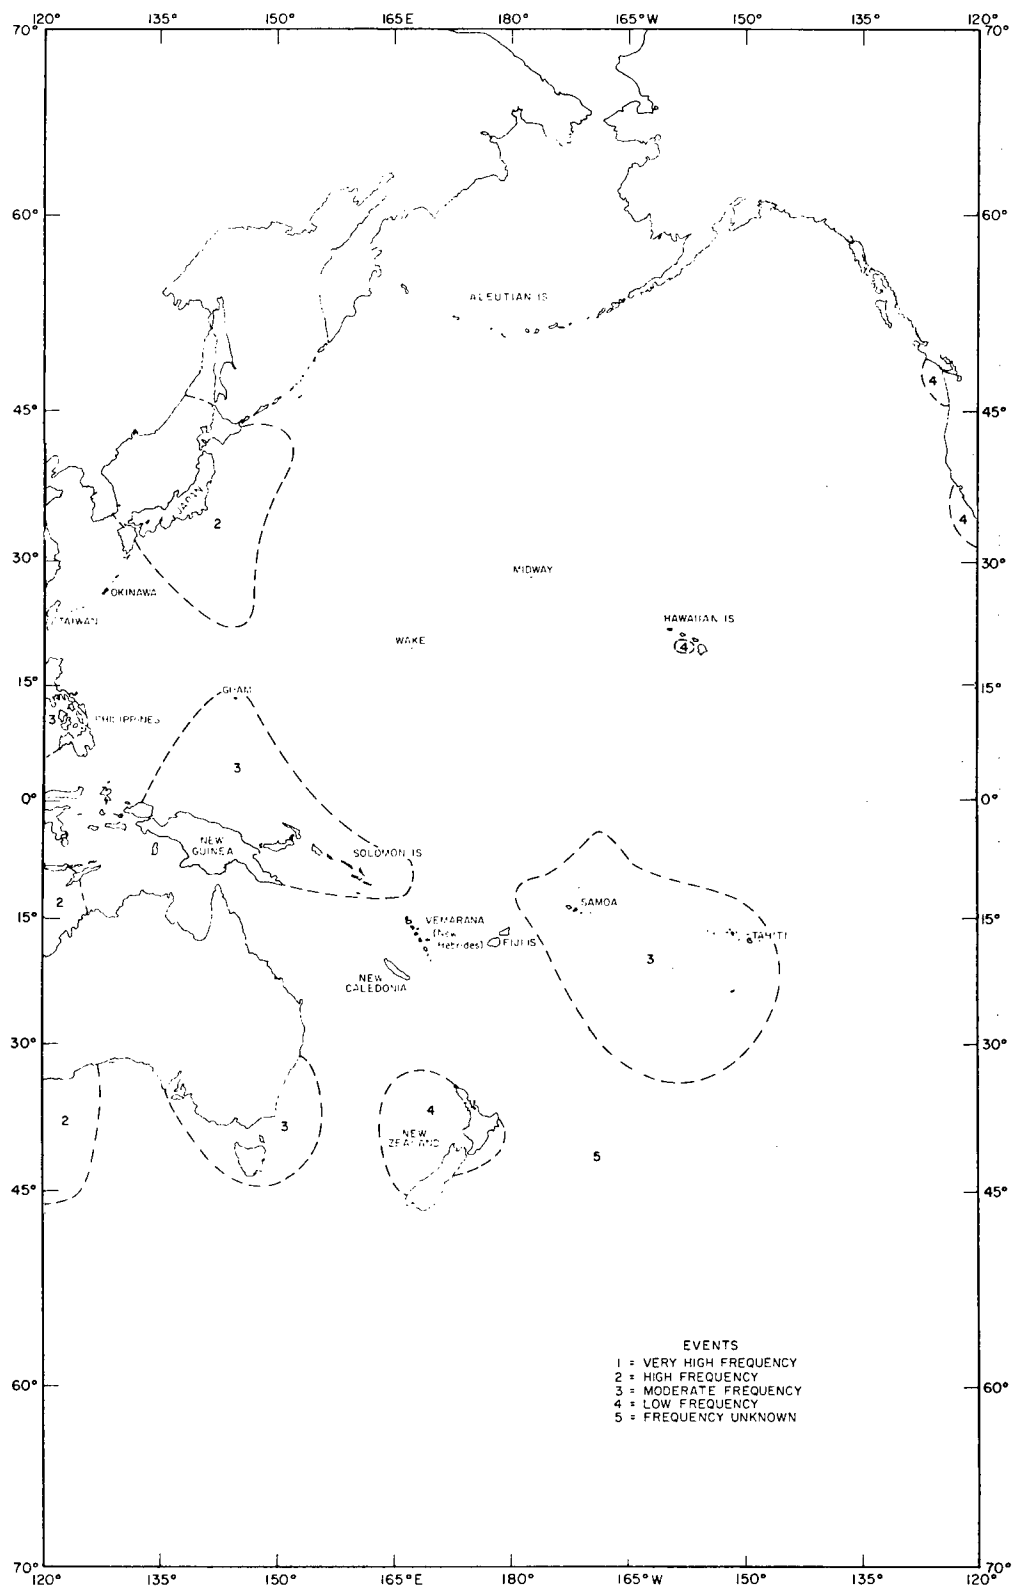 120° 135° 150° 165°E 180° 165°W 150° 135° 120°
70° 70°
60° 60°
ALEUTIAN IS
4
45° 45°
JAPAN
2
4
30° 30°
MIDWAY
OKINAWA
TAIWAN
HAWAIIAN IS
WAKE
4
15° 15°
GUAM
3 PHILIPPINES
3
0° 0°
NEW
GUINEA
SOLOMON IS
2
SAMOA
15° 15°
VEMARANA
(New
Hebrides)
FIJI IS
TAHITI
3
NEW
CALEDONIA
30° 30°
4
2
3
NEW
ZEALAND
5
45° 45°
EVENTS
1 = VERY HIGH FREQUENCY
2 = HIGH FREQUENCY
3 = MODERATE FREQUENCY
4 = LOW FREQUENCY
5 = FREQUENCY UNKNOWN
60° 60°
70° 70°
120° 135° 150° 165°E 180° 165°W 150° 135° 120°